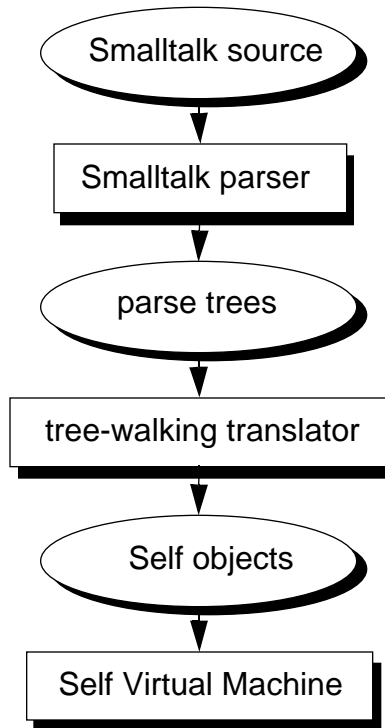 Smalltalk source
Smalltalk parser
parse trees
tree-walking translator
Self objects
Self Virtual Machine